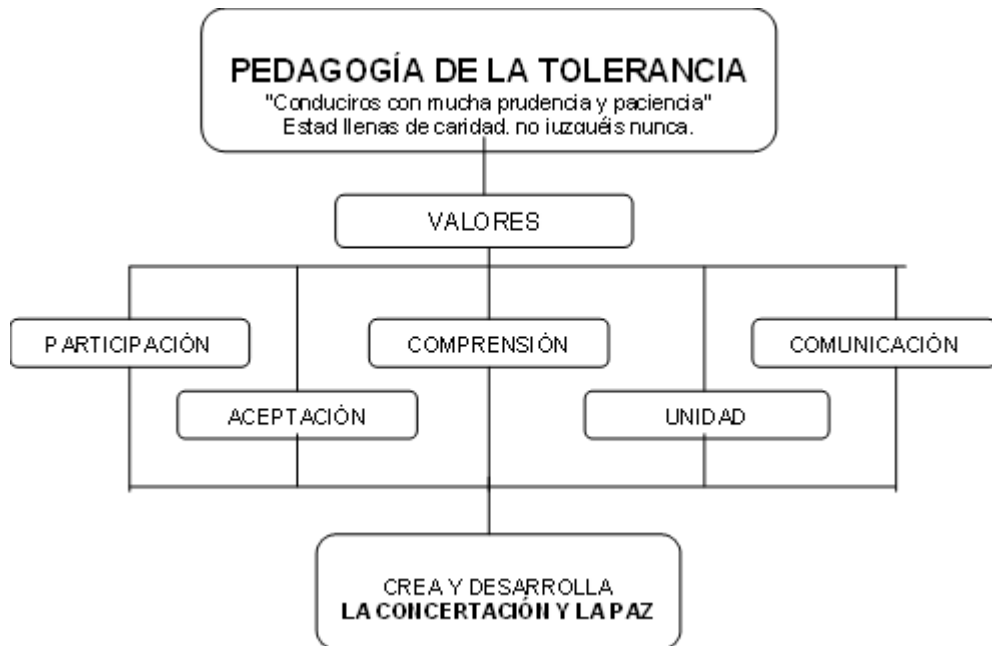 PEDAGOGÍA DE LA TOLERANCIA
"Conduciros con mucha prudencia y paciencia"
Estad llenas de caridad. no juzguéis nunca.
VALORES
PARTICIPACIÓN
COMPRENSIÓN
COMUNICACIÓN
ACEPTACIÓN
UNIDAD
CREA Y DESARROLLA
LA CONCERTACIÓN Y LA PAZ